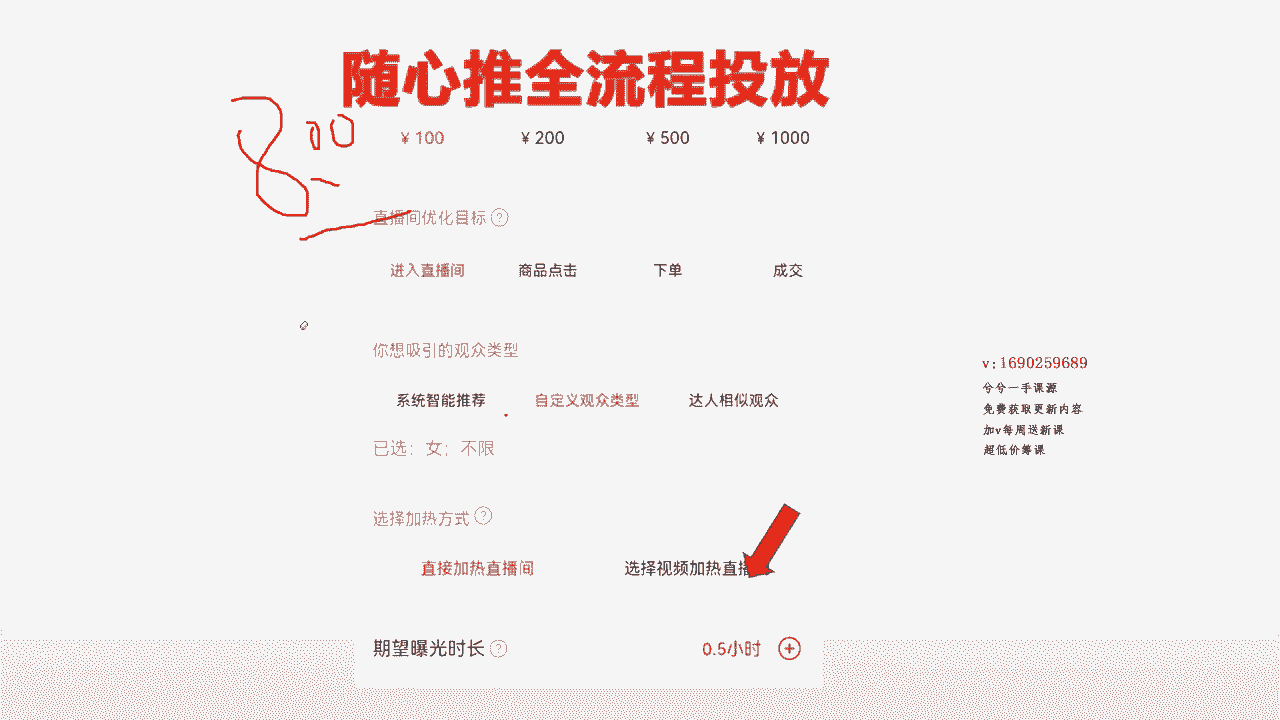 随心推全流程投放
800
¥ 100 ¥ 200 ¥ 500 ¥ 1000
直播间优化目标 ?
进入直播间 商品点击 下单 成交
你想吸引的观众类型
系统智能推荐 自定义观众类型 达人相似观众
已选：女；不限
选择加热方式 ?
直接加热直播间 选择视频加热直播
期望曝光时长 ? 0.5小时 +
v:1690259689
兮兮一手课源
免费获取更新内容
加v每周送新课
超低价筹课